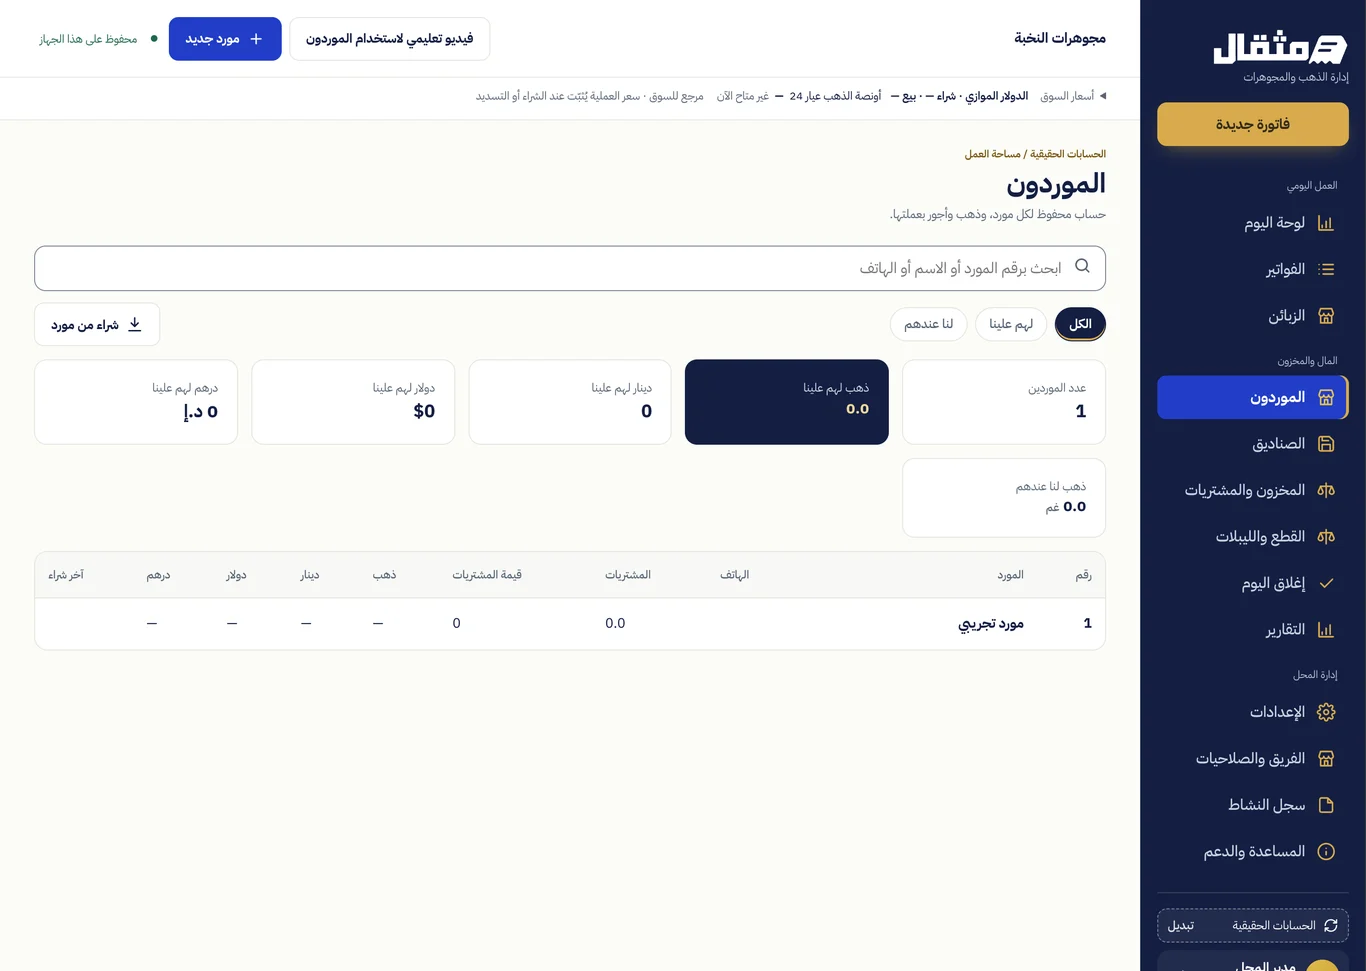 مثقال
إدارة الذهب والمجوهرات
فاتورة جديدة
العمل اليومي
لوحة اليوم
الفواتير
الزبائن
المال والمخزون
الموردون
الصناديق
المخزون والمشتريات
القطع والليبلات
إغلاق اليوم
التقارير
إدارة المحل
الإعدادات
الفريق والصلاحيات
سجل النشاط
المساعدة والدعم
الحسابات الحقيقية تبديل
مدير المحل
مجوهرات النخبة
فيديو تعليمي لاستخدام الموردون
+ مورد جديد
محفوظ على هذا الجهاز
أسعار السوق الدولار الموازي · شراء — · بيع — أونصة الذهب عيار 24 — غير متاح الآن مرجع للسوق · سعر العملية يُثبّت عند الشراء أو التسديد
الحسابات الحقيقية / مساحة العمل
الموردون
حساب محفوظ لكل مورد، وذهب وأجور بعملتها.
ابحث برقم المورد أو الاسم أو الهاتف
الكل
لهم علينا
لنا عندهم
شراء من مورد
عدد الموردين
1
ذهب لهم علينا
0.0
دينار لهم علينا
0
دولار لهم علينا
$0
درهم لهم علينا
0 د.إ
ذهب لنا عندهم
0.0 غم
رقم المورد الهاتف المشتريات قيمة المشتريات ذهب دينار دولار درهم آخر شراء
1 مورد تجريبي 0.0 0 — — — —